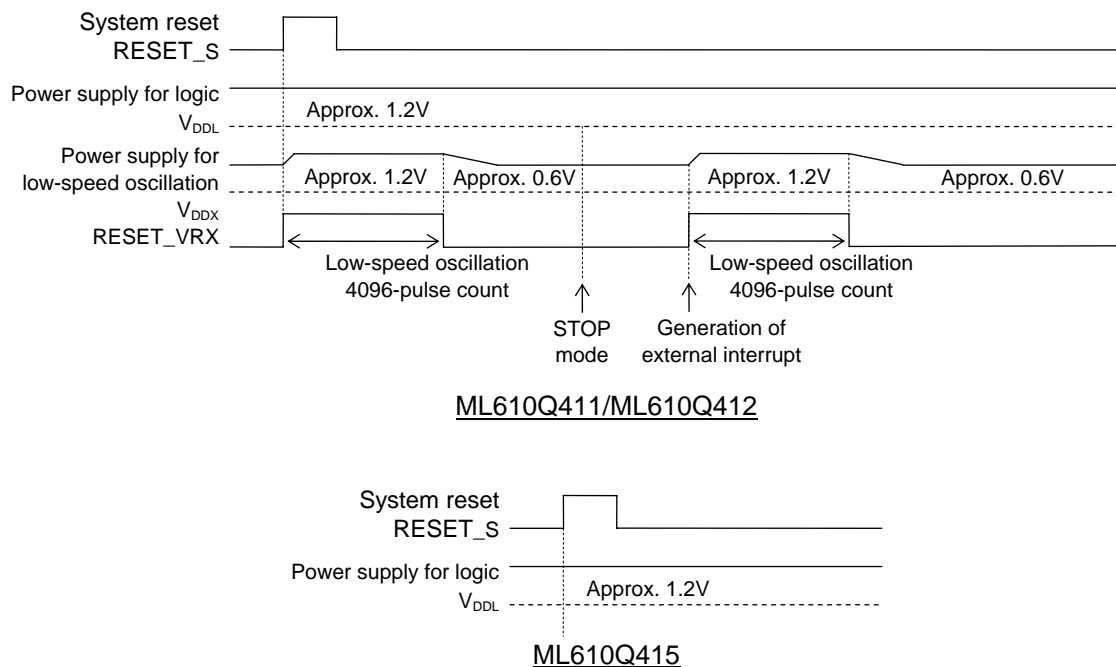 System reset
RESET_S
Power supply for logic
Approx. 1.2V
VDDL
Power supply for
low-speed oscillation
Approx. 1.2V Approx. 0.6V Approx. 1.2V Approx. 0.6V
VDDX
RESET_VRX
Low-speed oscillation
4096-pulse count
Low-speed oscillation
4096-pulse count
STOP
mode
Generation of
external interrupt
ML610Q411/ML610Q412
System reset
RESET_S
Power supply for logic
Approx. 1.2V
VDDL
ML610Q415